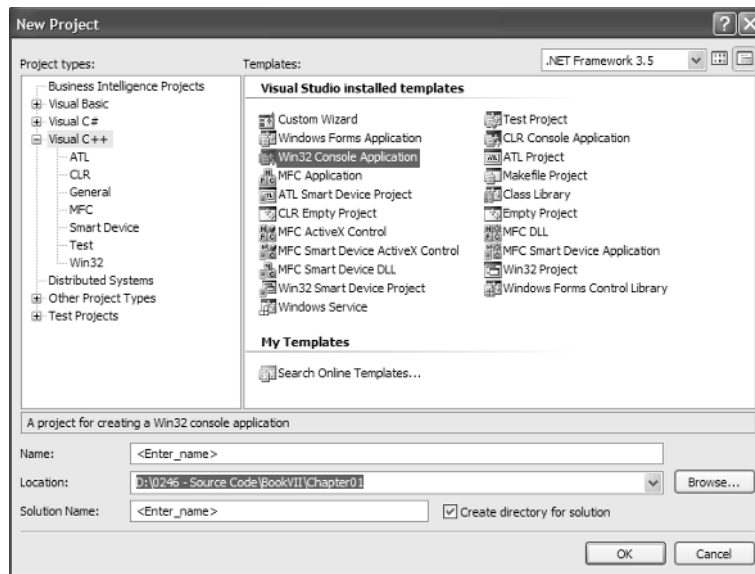 New Project
Project types:
Templates:
.NET Framework 3.5
Business Intelligence Projects
Visual Basic
Visual C#
Visual C++
ATL
CLR
General
MFC
Smart Device
Test
Win32
Distributed Systems
Other Project Types
Test Projects
Visual Studio installed templates
Custom Wizard
Windows Forms Application
Win32 Console Application
MFC Application
ATL Smart Device Project
CLR Empty Project
MFC ActiveX Control
MFC Smart Device ActiveX Control
MFC Smart Device DLL
Win32 Smart Device Project
Windows Service
Test Project
CLR Console Application
ATL Project
Makefile Project
Class Library
Empty Project
MFC DLL
MFC Smart Device Application
Win32 Project
Windows Forms Control Library
My Templates
Search Online Templates...
A project for creating a Win32 console application
Name:
<Enter_name>
Location:
D:\0246 - Source Code\BookVII\Chapter01
Browse...
Solution Name:
<Enter_name>
Create directory for solution
OK
Cancel